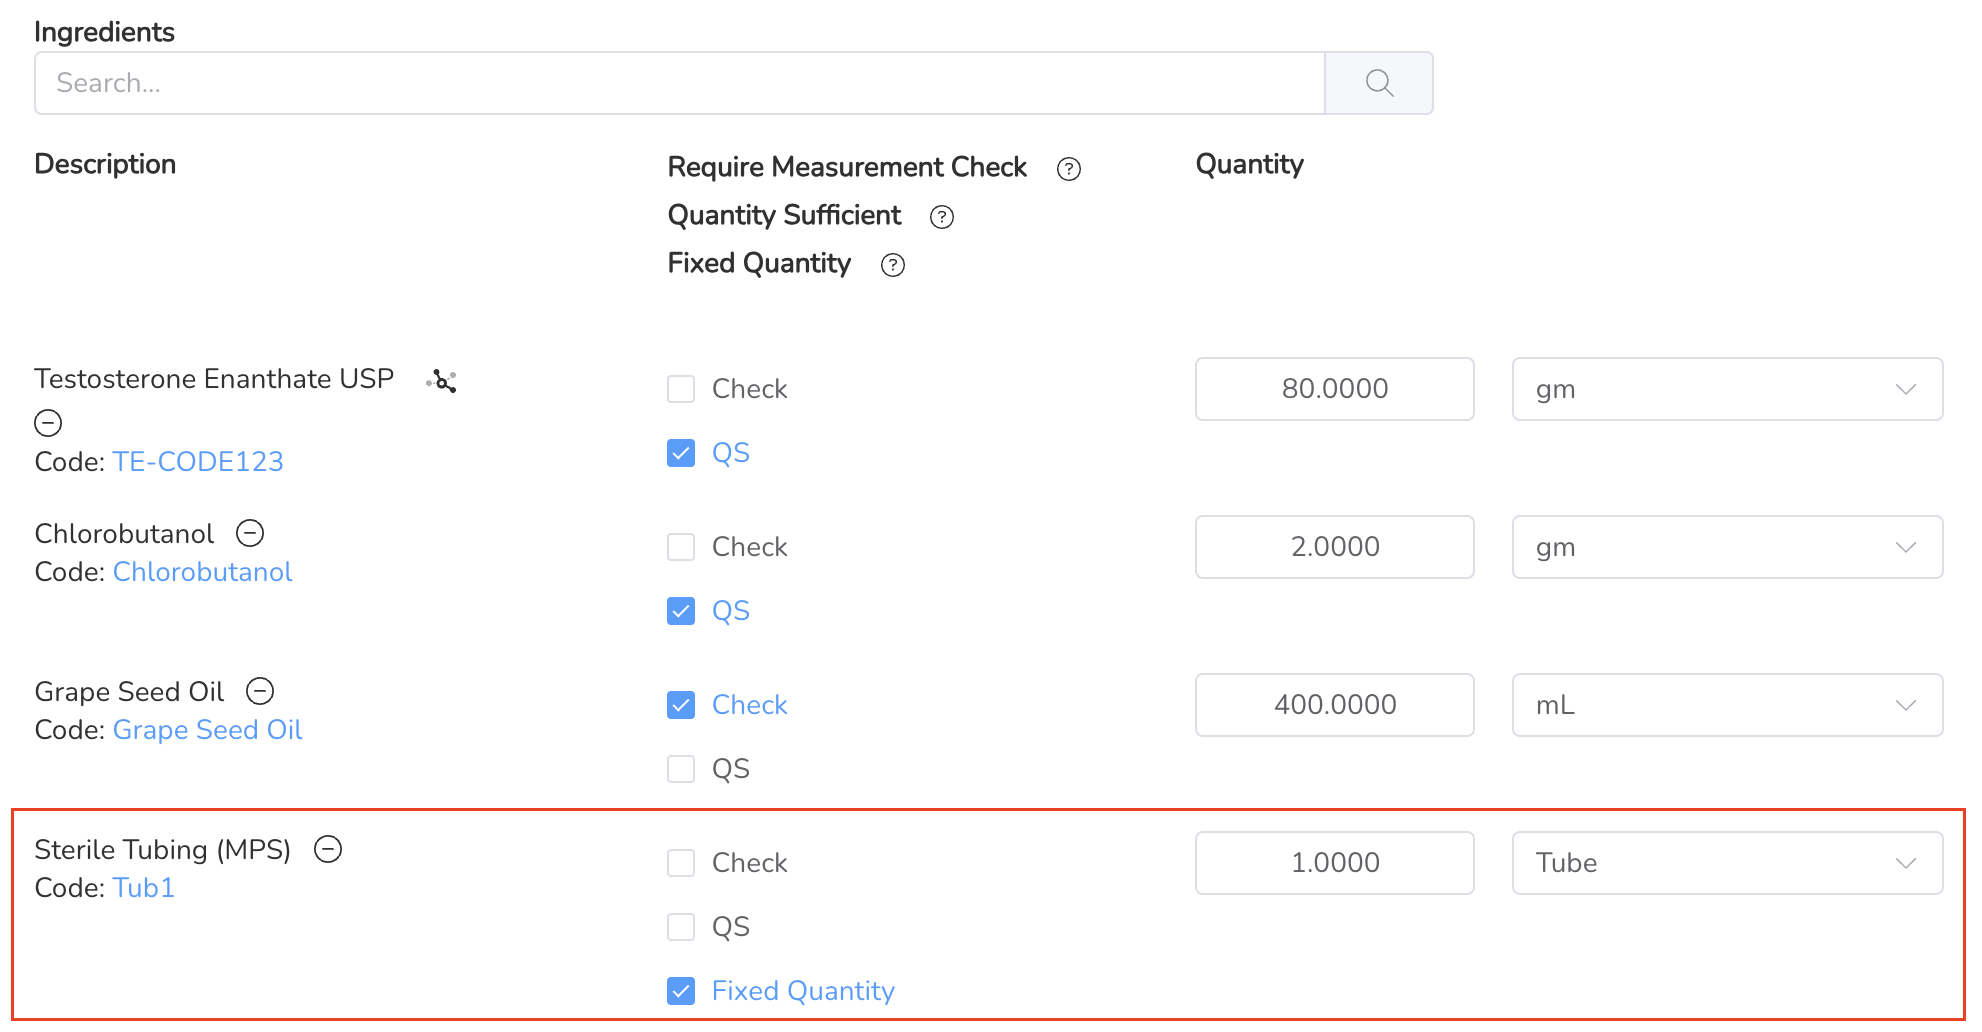 Ingredients
Search...
Description
Require Measurement Check ?
Quantity Sufficient ?
Fixed Quantity ?
Quantity
Testosterone Enanthate USP
Code: TE-CODE123
Check
QS
80.0000
gm
Chlorobutanol
Code: Chlorobutanol
Check
QS
2.0000
gm
Grape Seed Oil
Code: Grape Seed Oil
Check
QS
400.0000
mL
Sterile Tubing (MPS)
Code: Tub1
Check
QS
Fixed Quantity
1.0000
Tube